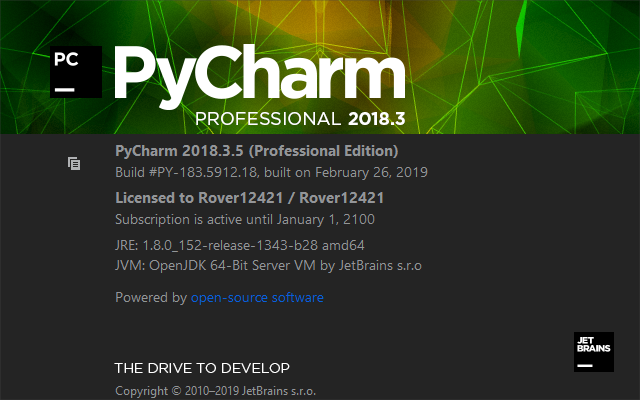 PC
PyCharm
PROFESSIONAL 2018.3
PyCharm 2018.3.5 (Professional Edition)
Build #PY-183.5912.18, built on February 26, 2019
Licensed to Rover12421 / Rover12421
Subscription is active until January 1, 2100
JRE: 1.8.0_152-release-1343-b28 amd64
JVM: OpenJDK 64-Bit Server VM by JetBrains s.r.o
Powered by open-source software
JET
BRAINS
THE DRIVE TO DEVELOP
Copyright © 2010–2019 JetBrains s.r.o.